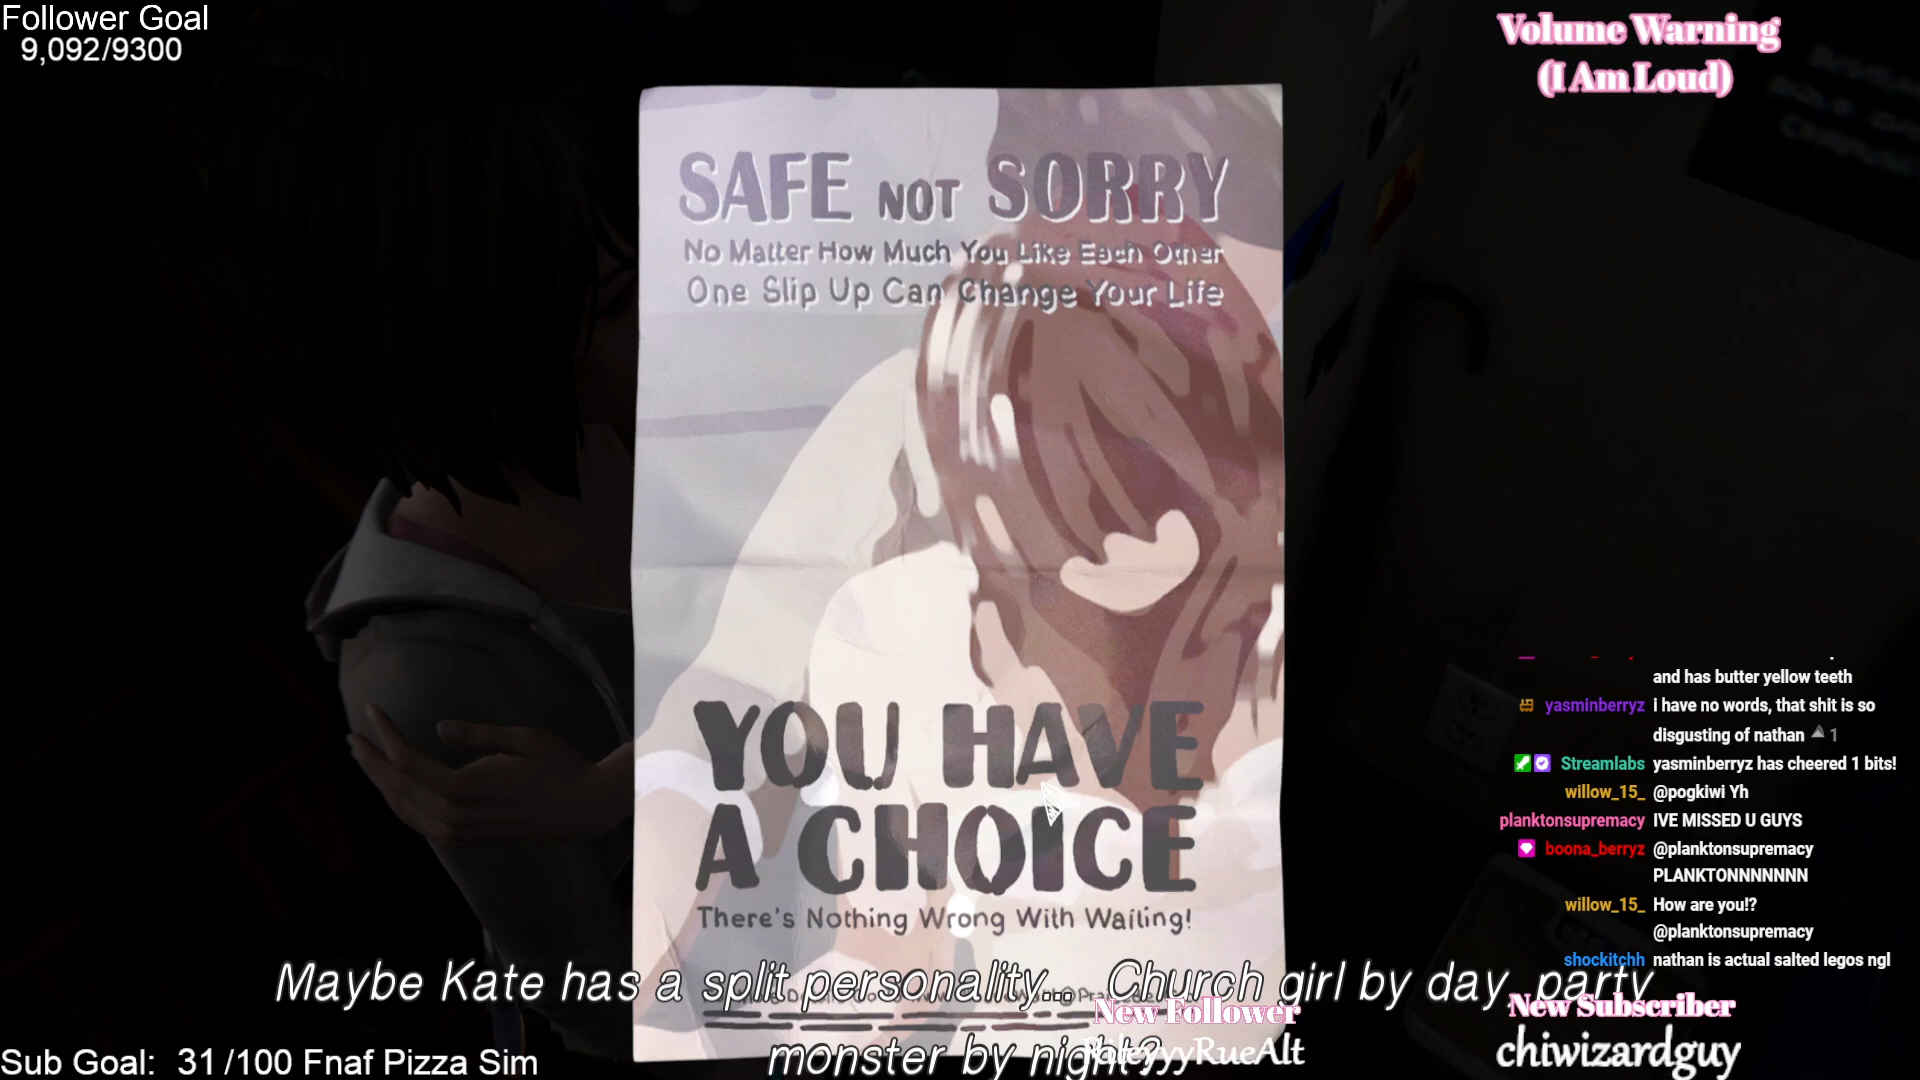 Follower Goal
9,092/9300
Volume Warning
(I Am Loud)
SAFE NOT SORRY
No Matter How Much You Like Each Other
One Slip Up Can Change Your Life
YOU HAVE
A CHOICE
There's Nothing Wrong With Waiting!
and has butter yellow teeth
yasminberryz i have no words, that shit is so
disgusting of nathan 1
Streamlabs yasminberryz has cheered 1 bits!
willow_15_ @pogkiwi Yh
planktonsupremacy IVE MISSED U GUYS
boona_berryz @planktonsupremacy
PLANKTONNNNNNN
willow_15_ How are you!?
@planktonsupremacy
shockitchh nathan is actual salted legos ngl
Maybe Kate has a split personality... Church girl by day, party
monster by night?
New Follower
New Subscriber
chiwizardguy
Sub Goal: 31/100 Fnaf Pizza Sim